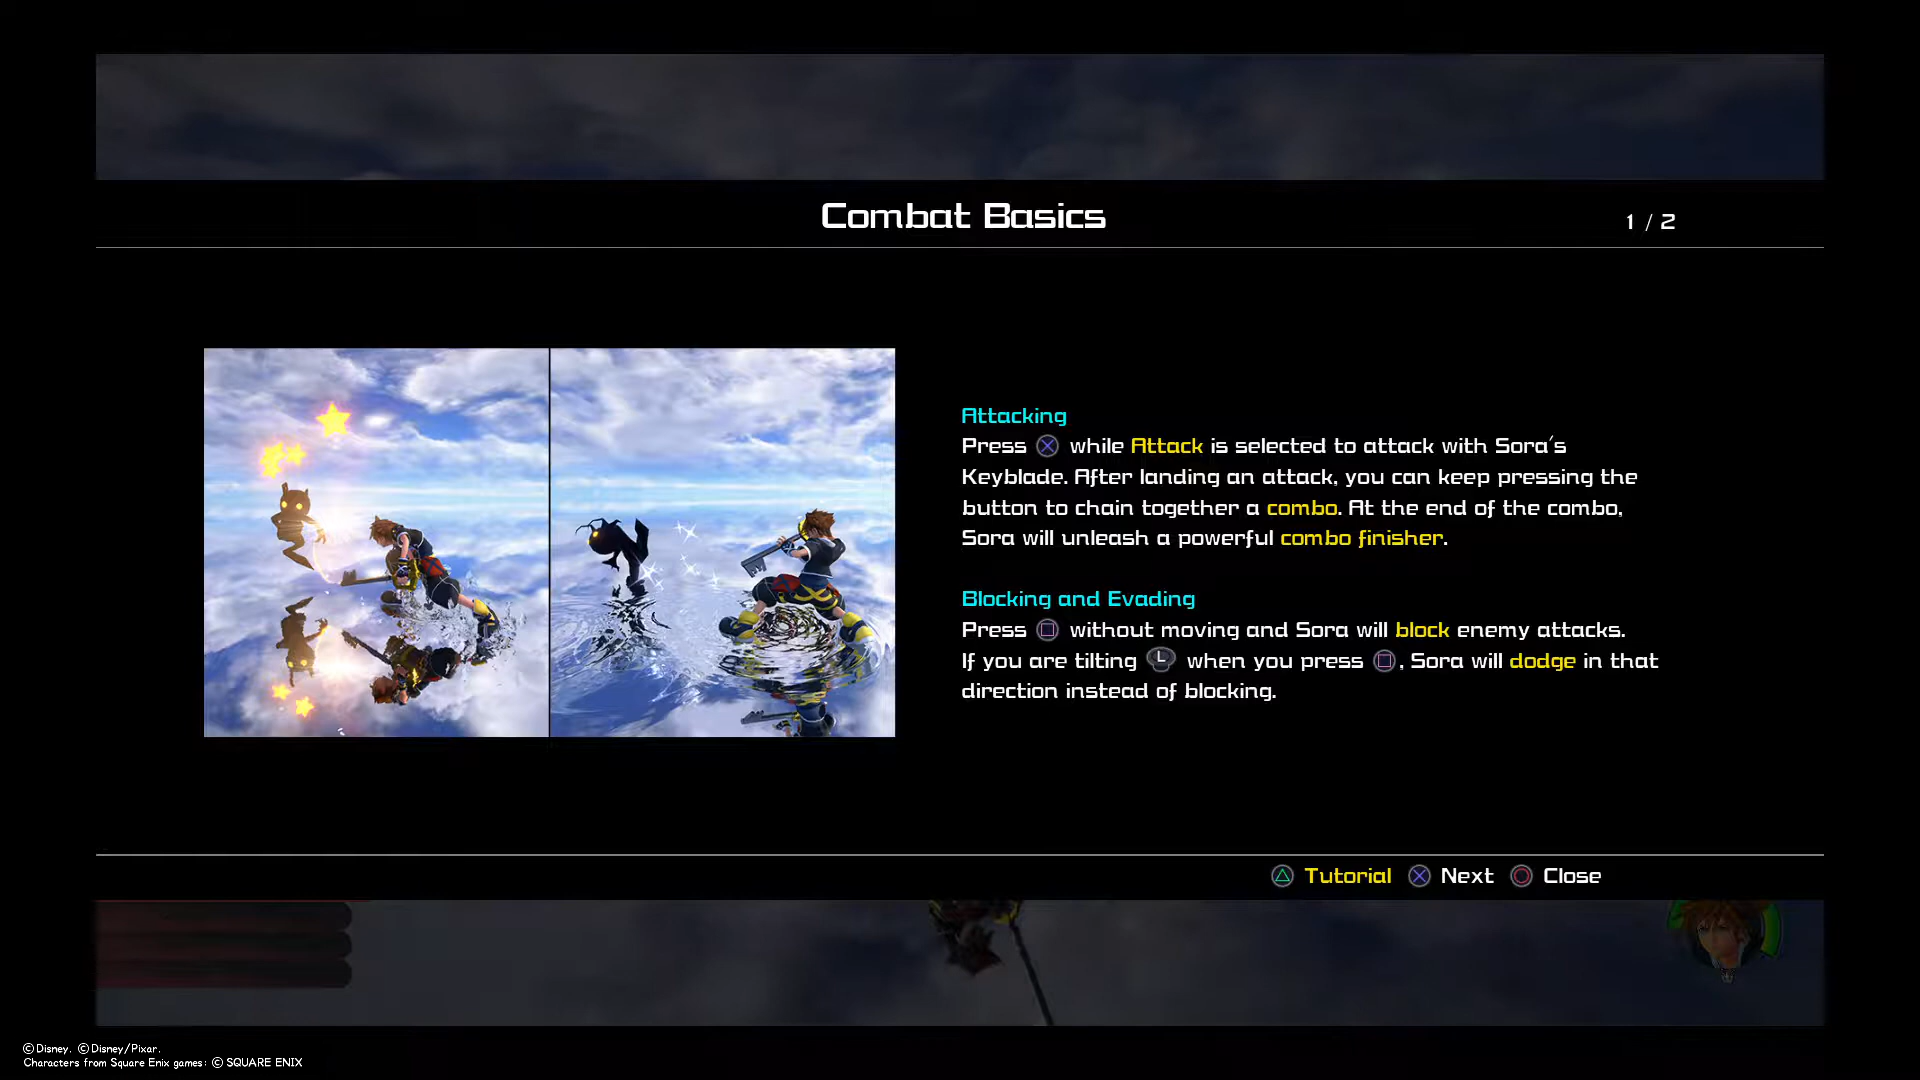 Combat Basics
1 / 2
Attacking
Press while Attack is selected to attack with Sora's
Keyblade. After landing an attack, you can keep pressing the
button to chain together a combo. At the end of the combo,
Sora will unleash a powerful combo finisher.
Blocking and Evading
Press without moving and Sora will block enemy attacks.
If you are tilting L when you press , Sora will dodge in that
direction instead of blocking.
Tutorial Next Close
©Disney. ©Disney/Pixar.
Characters from Square Enix games: © SQUARE ENIX